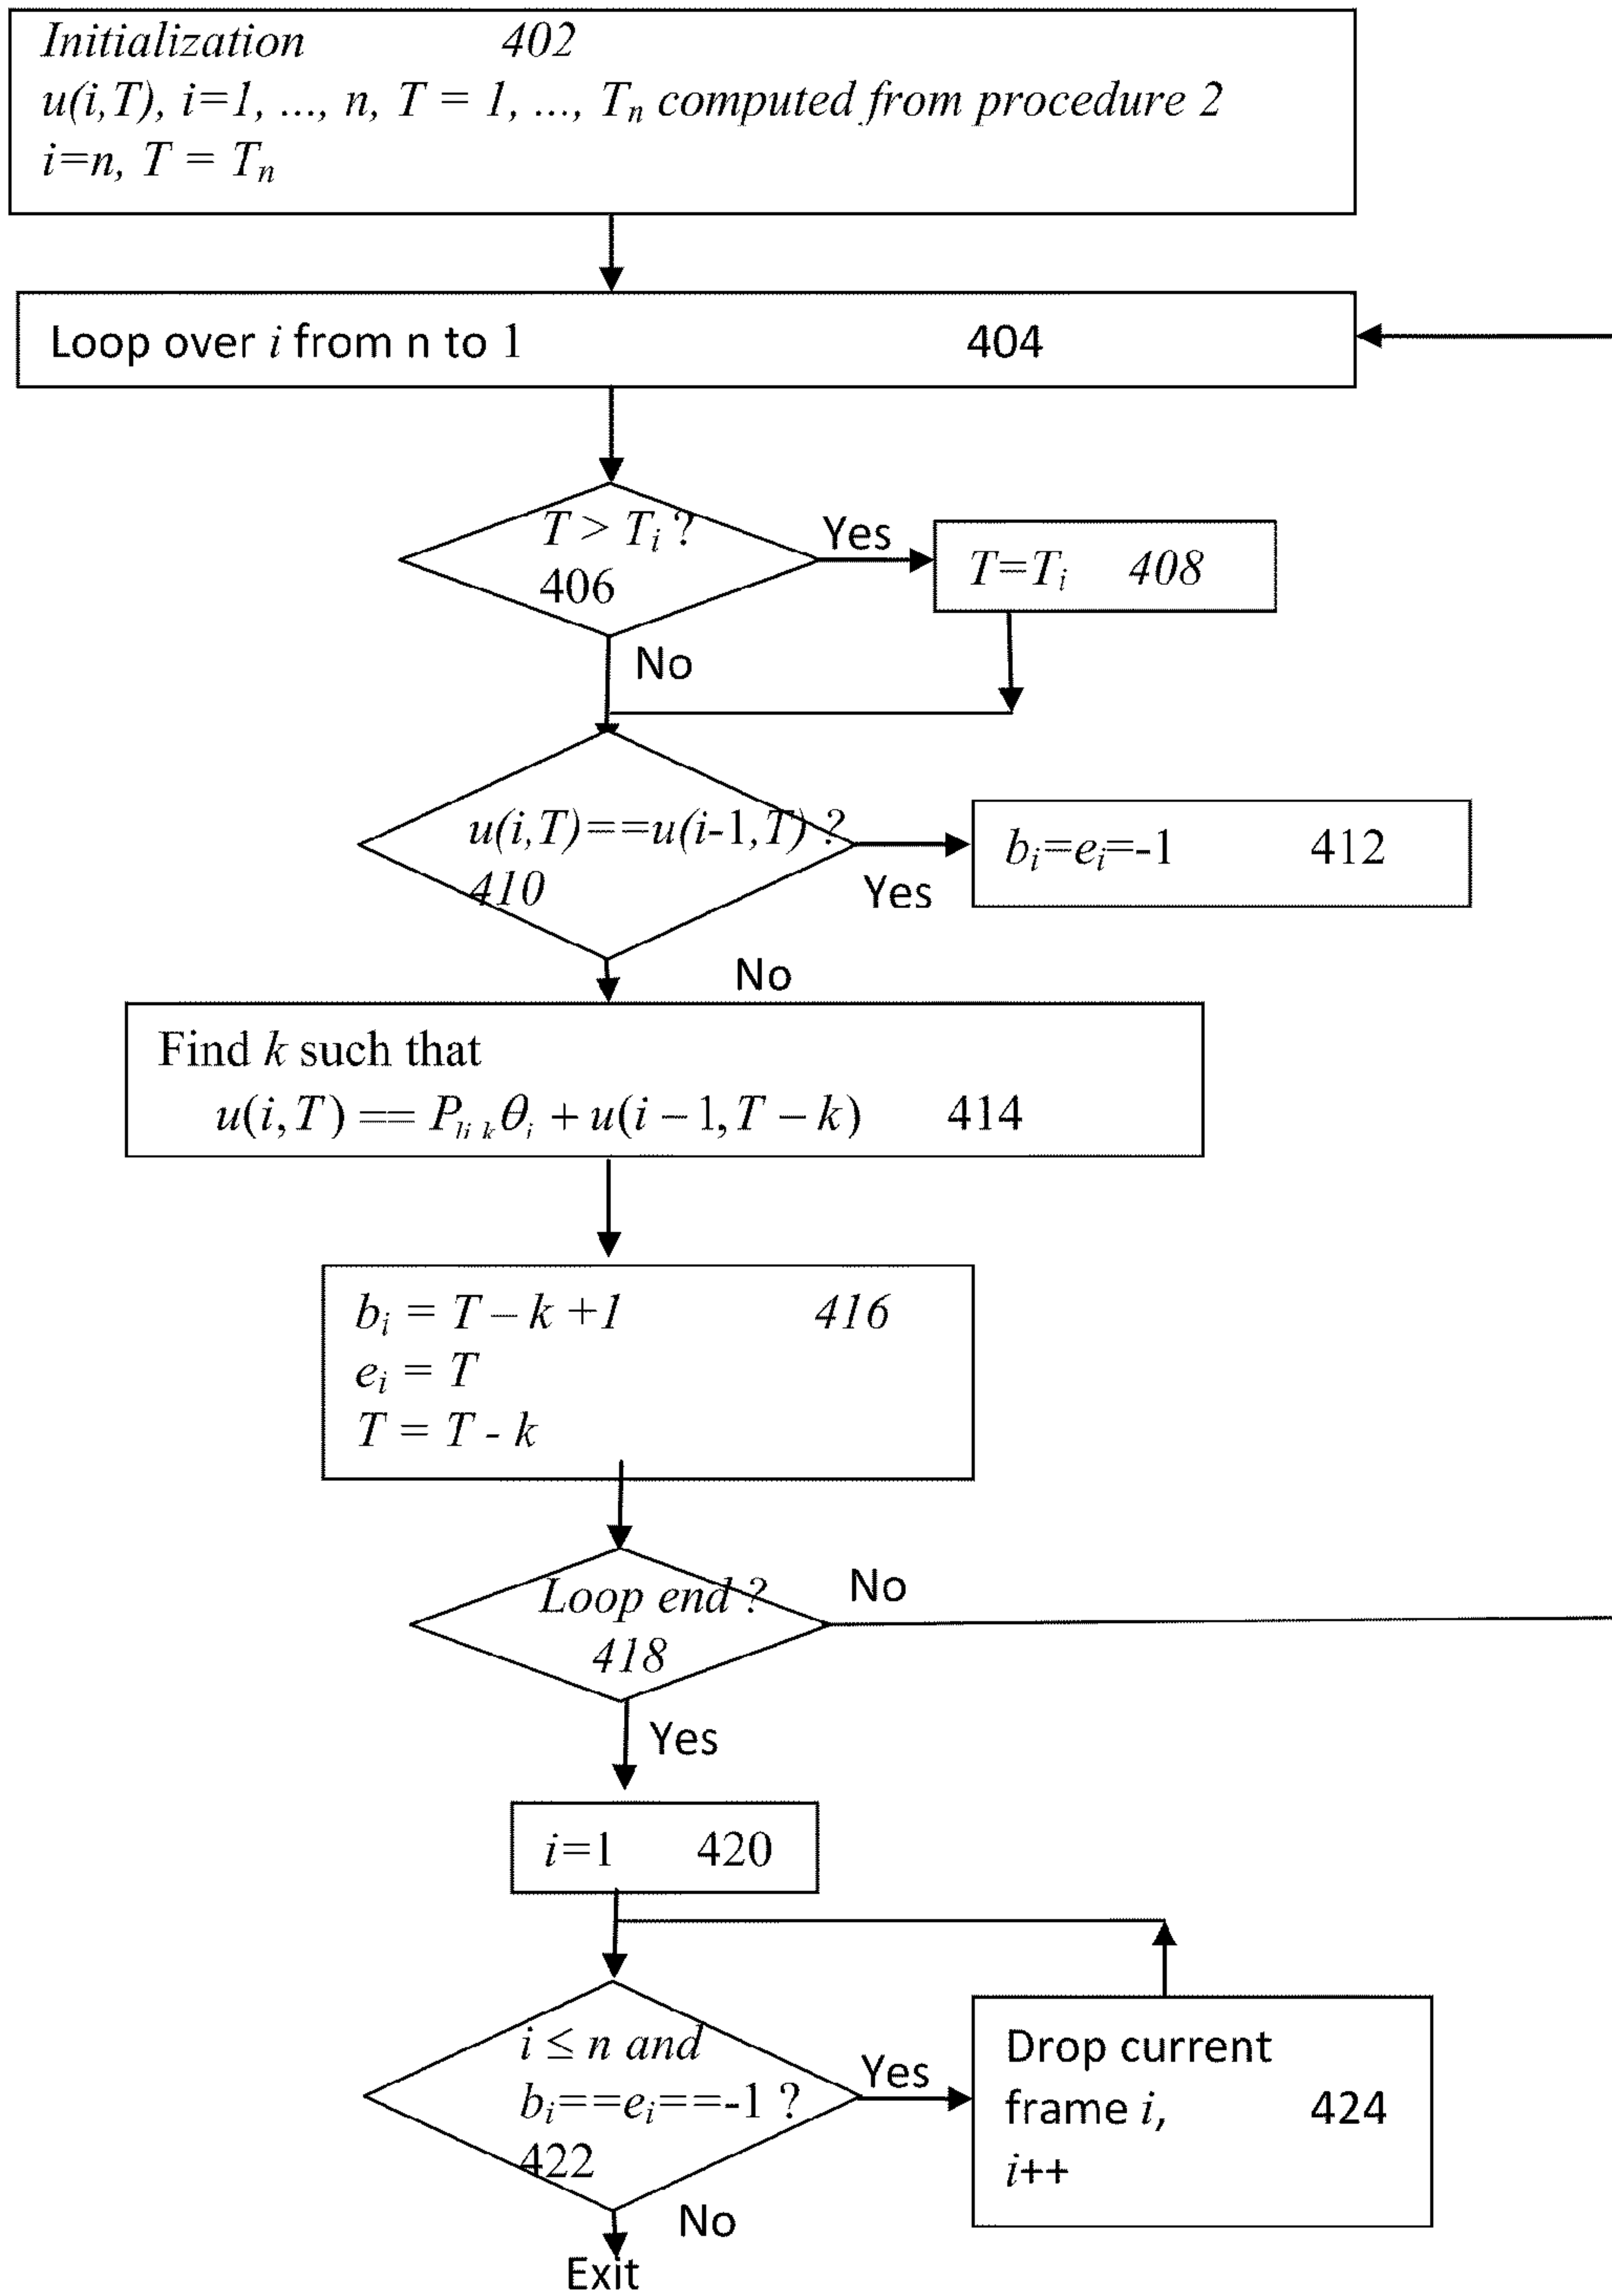 Initialization 402
u(i,T), i=1, ..., n, T = 1, ..., Tₙ computed from procedure 2
i=n, T = Tₙ
Loop over i from n to 1 404
T > Tᵢ ?
406
Yes
T=Tᵢ 408
No
u(i,T)==u(i-1,T) ?
410
Yes
bᵢ=eᵢ=-1 412
No
Find k such that
u(i,T) == P_{li k}θᵢ + u(i − 1, T − k) 414
bᵢ = T – k +1 416
eᵢ = T
T = T - k
Loop end ?
418
No
Yes
i=1 420
i ≤ n and
bᵢ==eᵢ==-1 ?
422
Yes
Drop current
frame i, 424
i++
No
Exit